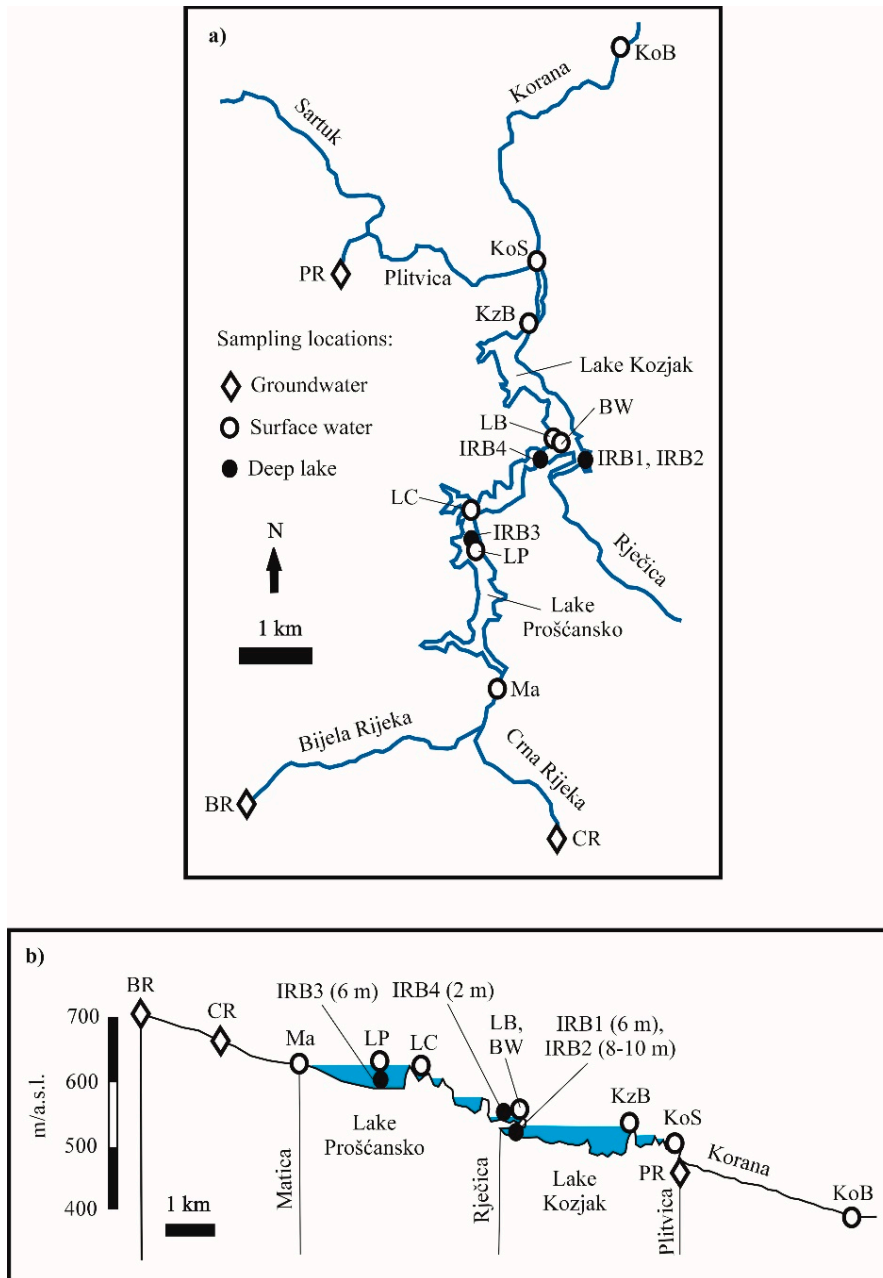 a)
KoB
Korana
Sartuk
KoS
PR
Plitvica
KzB
Sampling locations:
Lake Kozjak
Groundwater
LB
BW
Surface water
IRB4
IRB1, IRB2
Deep lake
LC
IRB3
N
LP
Rječica
Lake
Prošćansko
1 km
Ma
Bijela Rijeka
Crna Rijeka
BR
CR
b)
BR
IRB3 (6 m)
IRB4 (2 m)
700
CR
LB,
BW
IRB1 (6 m),
IRB2 (8-10 m)
Ma
LP
LC
KzB
600
m/a.s.l.
KoS
Lake
Prošćansko
500
Matica
Rječica
Lake
Kozjak
PR
Plitvica
Korana
KoB
400
1 km